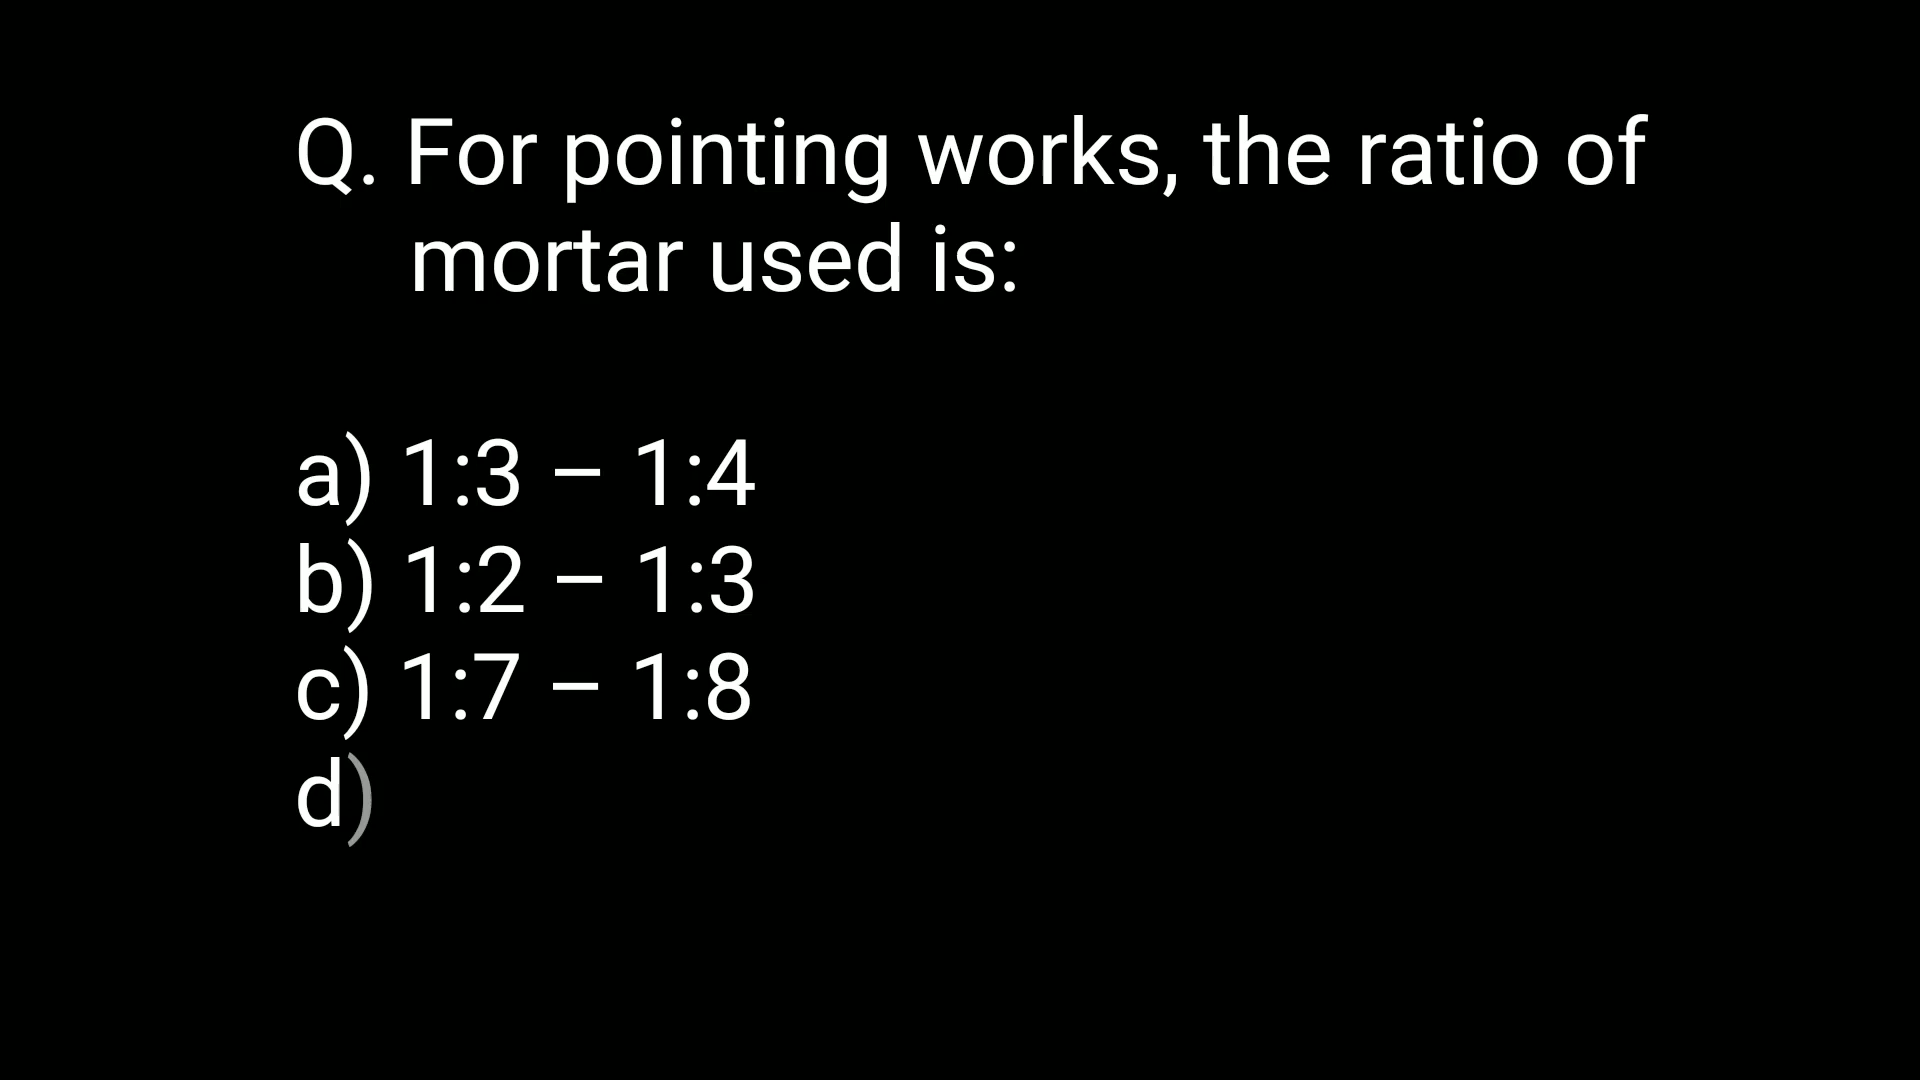 Q. For pointing works, the ratio of
mortar used is:
a) 1:3 – 1:4
b) 1:2 – 1:3
c) 1:7 – 1:8
d)